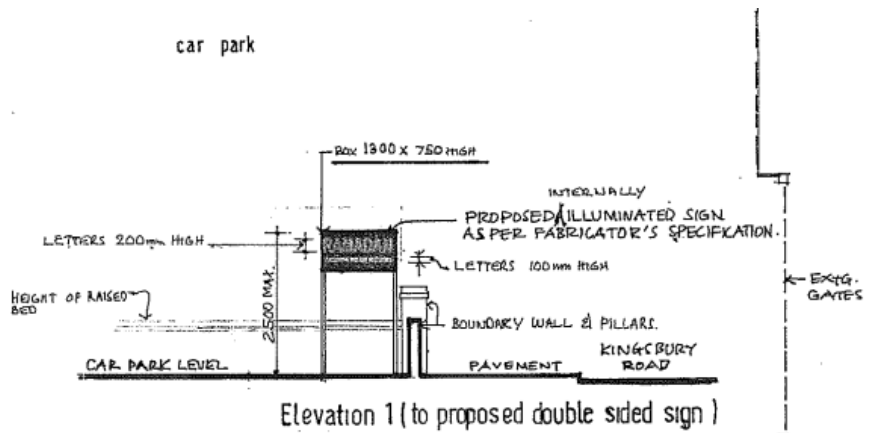 car park
BOX 1300 x 750 HIGH
INTERNALLY
PROPOSED ILLUMINATED SIGN
AS PER FABRICATOR'S SPECIFICATION.
LETTERS 200mm HIGH
LETTERS 100mm HIGH
2500 MAX.
HEIGHT OF RAISED
BED
EXTG.
GATES
BOUNDARY WALL & PILLARS.
CAR PARK LEVEL
PAVEMENT
KINGSBURY
ROAD
Elevation 1 ( to proposed double sided sign )